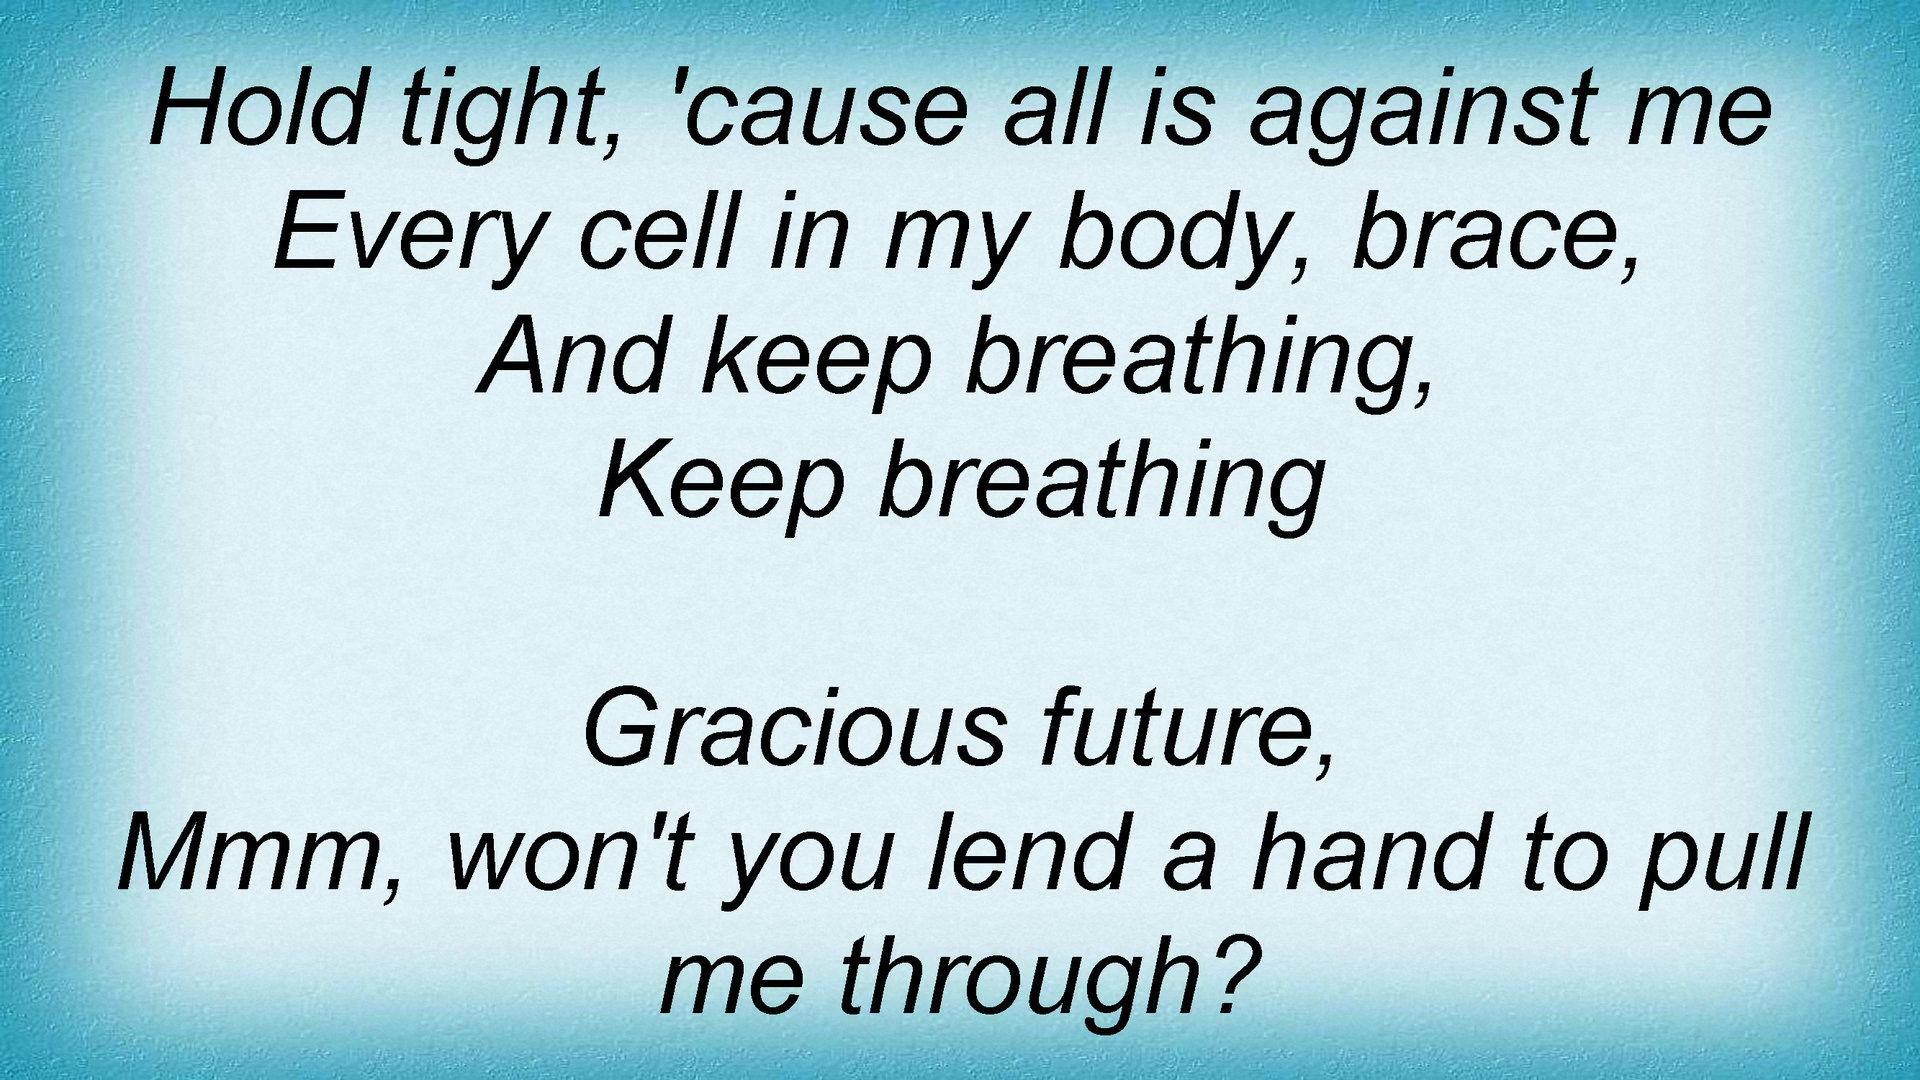 Hold tight, 'cause all is against me
Every cell in my body, brace,
And keep breathing,
Keep breathing
Gracious future,
Mmm, won't you lend a hand to pull
me through?